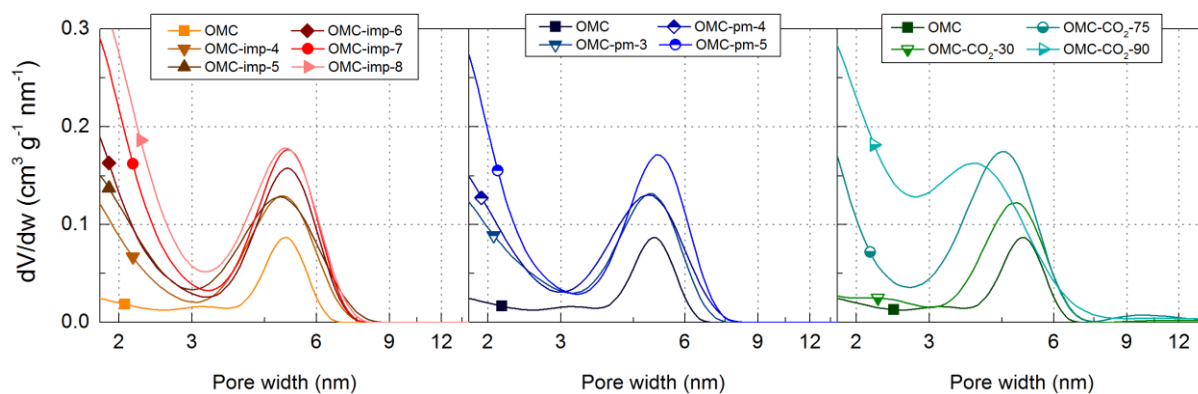 dV/dw (cm³ g⁻¹ nm⁻¹)
0.3
0.2
0.1
0.0
OMC
OMC-imp-4
OMC-imp-5
OMC-imp-6
OMC-imp-7
OMC-imp-8
2 3 6 9 12
Pore width (nm)
OMC
OMC-pm-3
OMC-pm-4
OMC-pm-5
2 3 6 9 12
Pore width (nm)
OMC
OMC-CO₂-30
OMC-CO₂-75
OMC-CO₂-90
2 3 6 9 12
Pore width (nm)